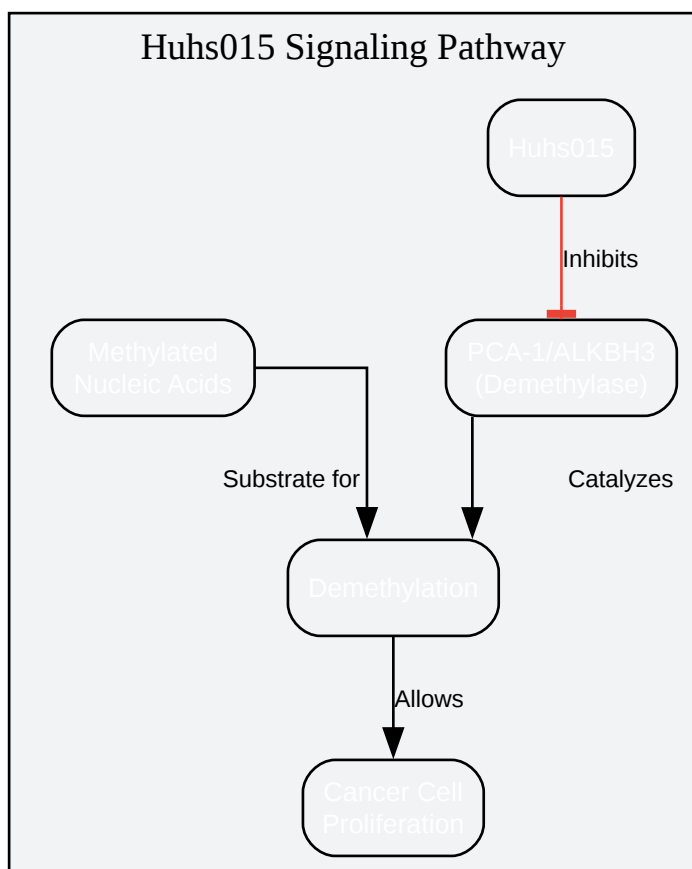 Huhs015 Signaling Pathway
Huhs015
Inhibits
Methylated
Nucleic Acids
PCA-1/ALKBH3
(Demethylase)
Substrate for
Catalyzes
Demethylation
Allows
Cancer Cell
Proliferation